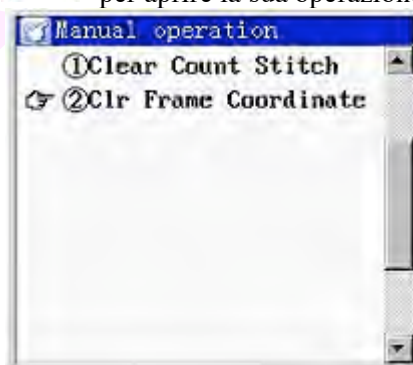 per aprire la sua operazion
Manual operation
①Clear Count Stitch
②Clr Frame Coordinate